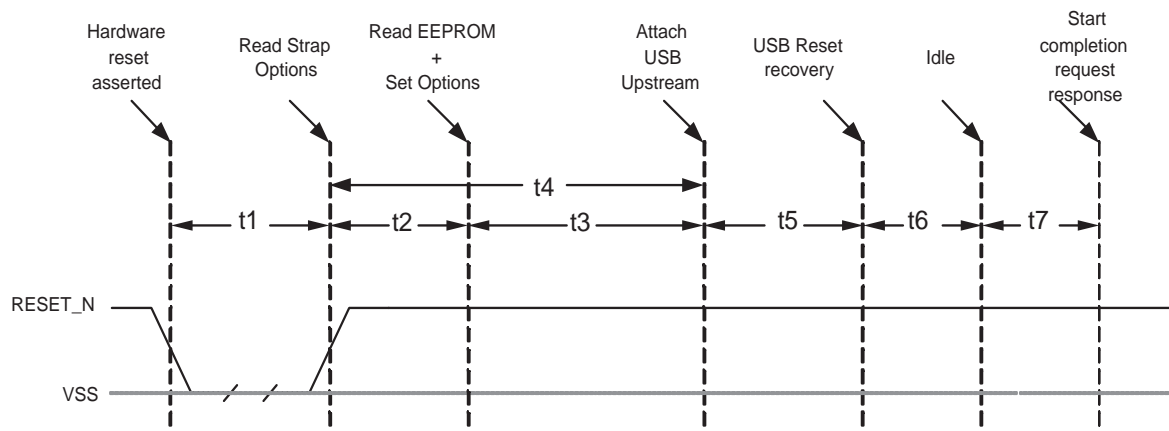 Hardware
reset
asserted
Read Strap
Options
Read EEPROM
+
Set Options
Attach
USB
Upstream
USB Reset
recovery
Idle
Start
completion
request
response
t4
t1
t2
t3
t5
t6
t7
RESET_N
VSS